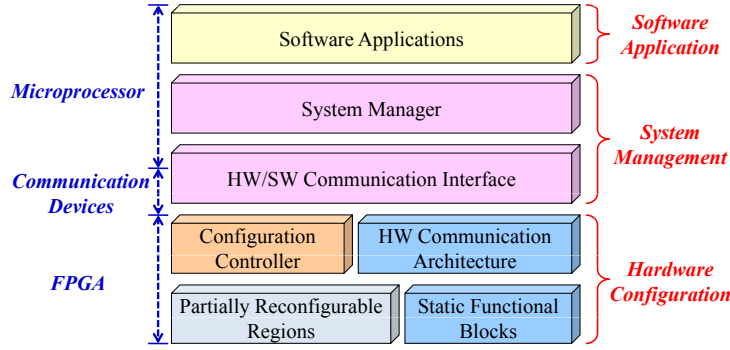 Software Applications
Software
Application
Microprocessor
System Manager
System
Management
Communication
Devices
HW/SW Communication Interface
Configuration
Controller
HW Communication
Architecture
FPGA
Hardware
Configuration
Partially Reconfigurable
Regions
Static Functional
Blocks